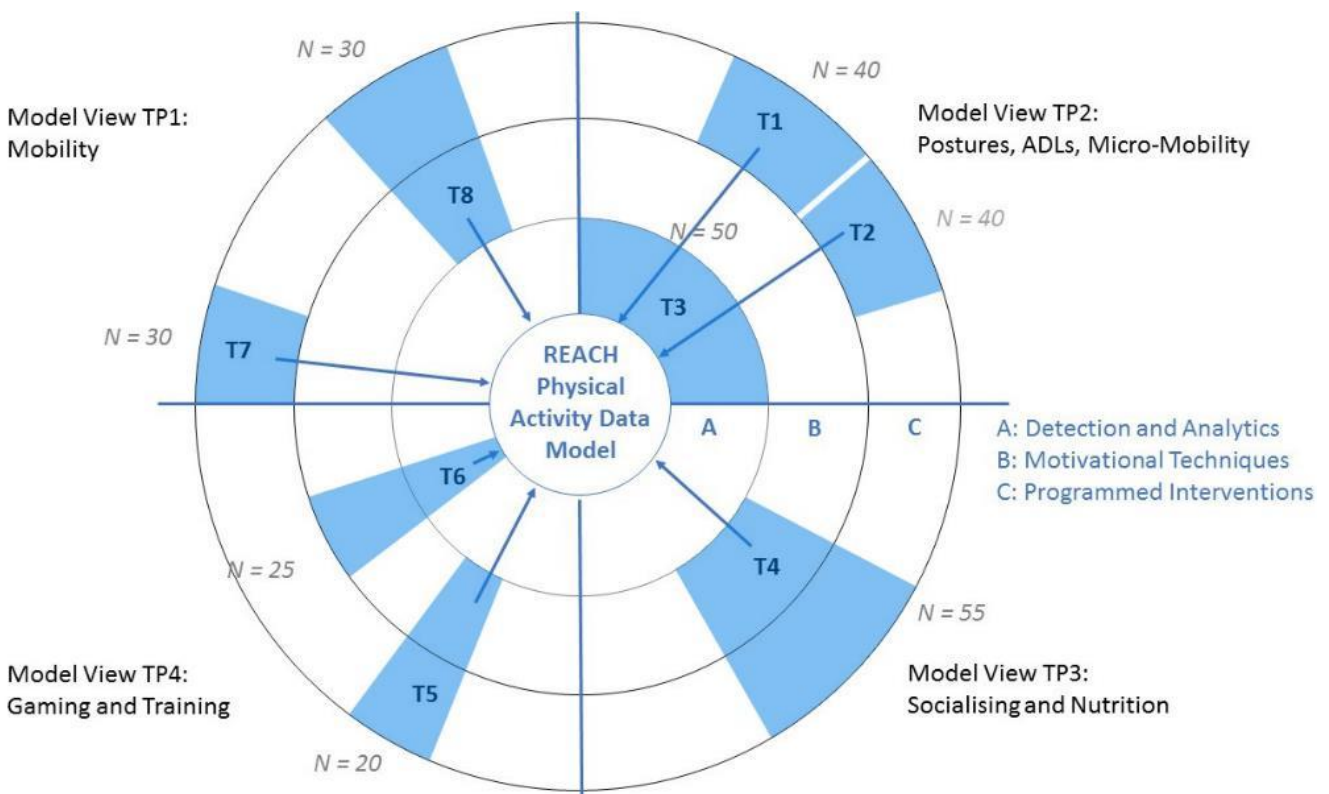 N = 30
N = 40
Model View TP1:
Mobility
T1
Model View TP2:
Postures, ADLs, Micro-Mobility
T8
N = 50
T2
N = 40
T3
N = 30
T7
REACH
Physical
Activity Data
Model
A
B
C
A: Detection and Analytics
B: Motivational Techniques
C: Programmed Interventions
T6
N = 25
T4
N = 55
Model View TP4:
Gaming and Training
T5
Model View TP3:
Socialising and Nutrition
N = 20